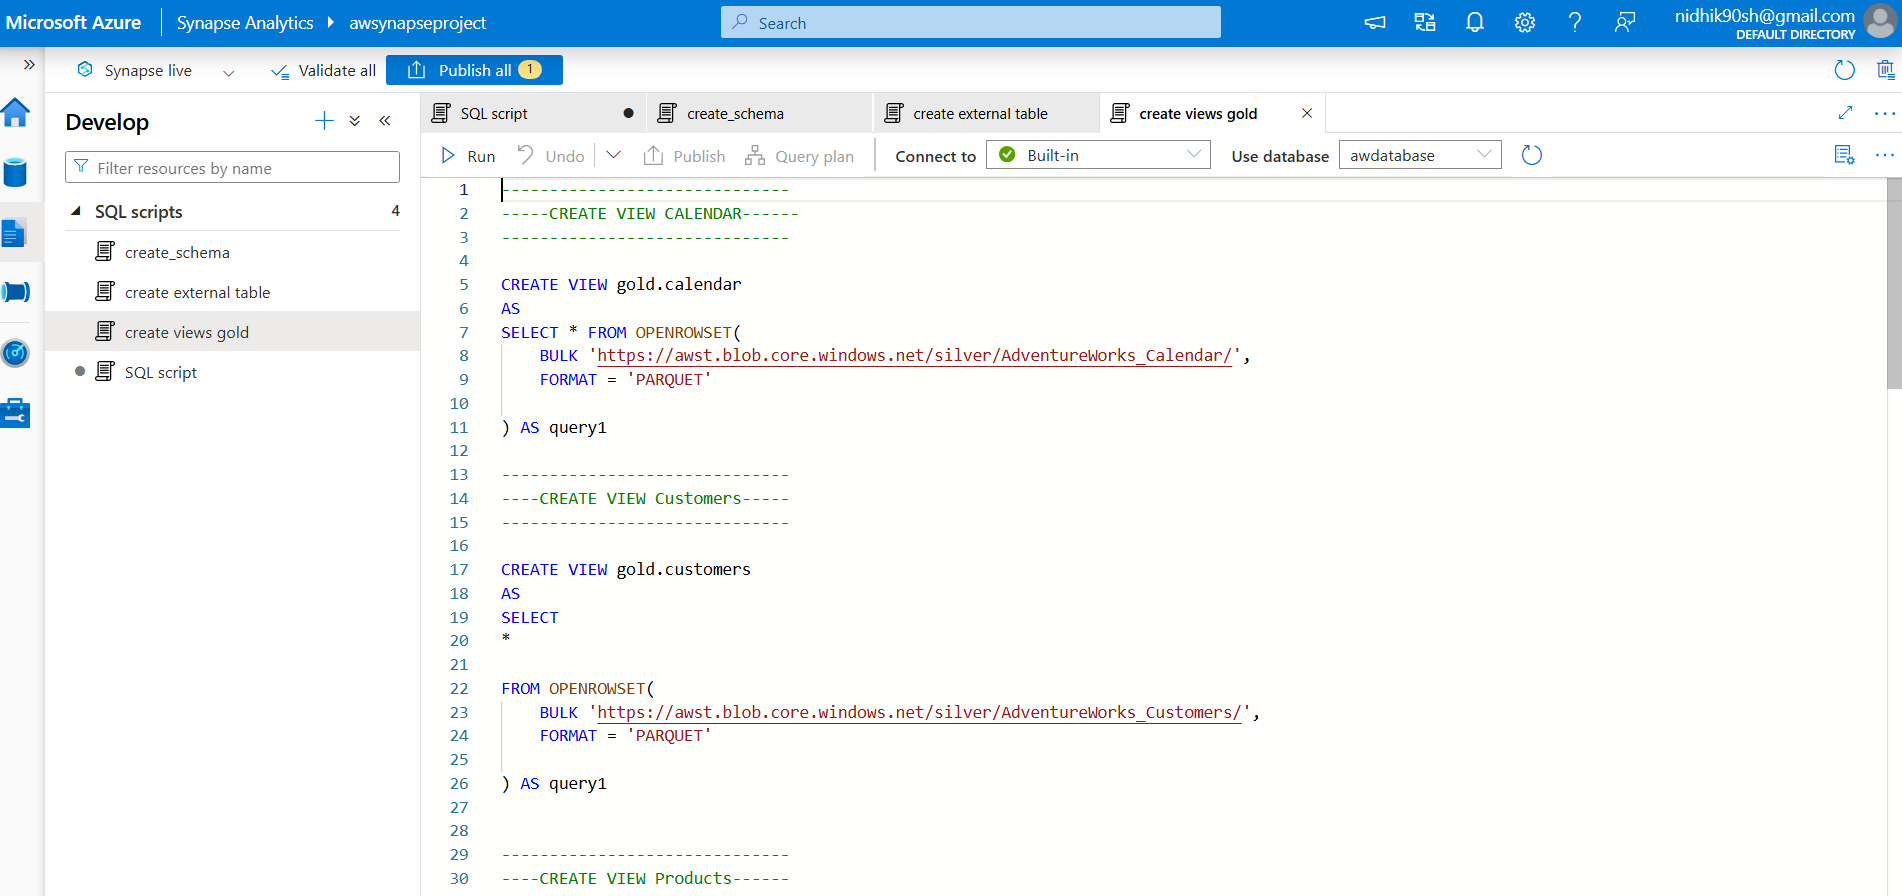 Microsoft Azure Synapse Analytics awsynapseproject Search nidhik90sh@gmail.com
DEFAULT DIRECTORY
Synapse live Validate all Publish all 1
Develop
Filter resources by name
SQL scripts 4
create_schema
create external table
create views gold
SQL script
SQL script create_schema create external table create views gold
Run Undo Publish Query plan Connect to Built-in Use database awdatabase
1 ------------------------------
2 -----CREATE VIEW CALENDAR------
3 ------------------------------
4
5 CREATE VIEW gold.calendar
6 AS
7 SELECT * FROM OPENROWSET(
8 BULK 'https://awst.blob.core.windows.net/silver/AdventureWorks_Calendar/',
9 FORMAT = 'PARQUET'
10
11 ) AS query1
12
13 ------------------------------
14 ----CREATE VIEW Customers-----
15 ------------------------------
16
17 CREATE VIEW gold.customers
18 AS
19 SELECT
20 *
21
22 FROM OPENROWSET(
23 BULK 'https://awst.blob.core.windows.net/silver/AdventureWorks_Customers/',
24 FORMAT = 'PARQUET'
25
26 ) AS query1
27
28
29 ------------------------------
30 ----CREATE VIEW Products------